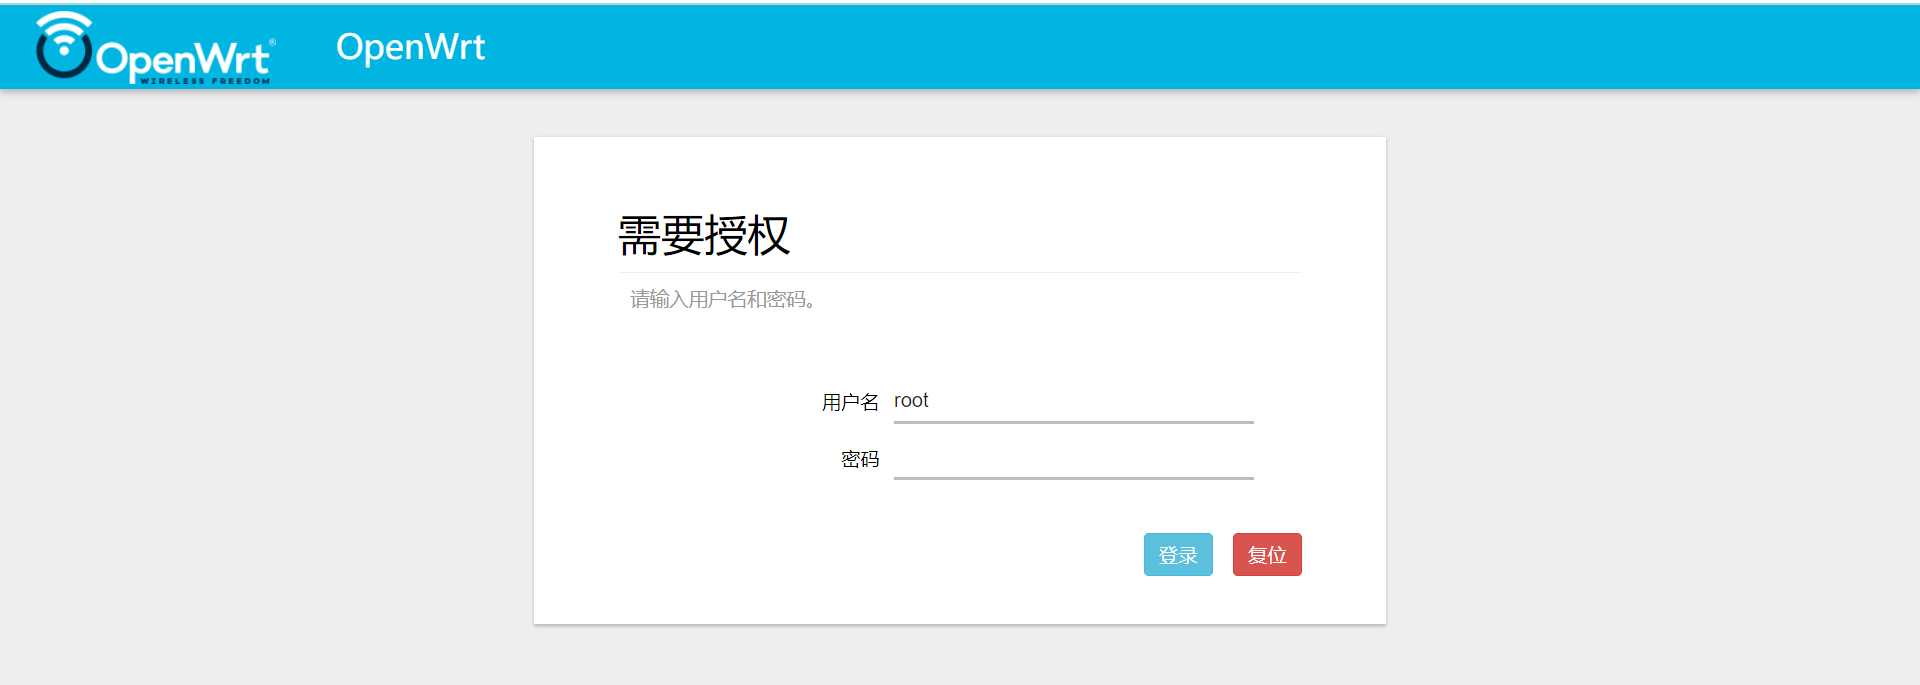 OpenWrt®
WIRELESS FREEDOM
OpenWrt
需要授权
请输入用户名和密码。
用户名 root
密码
登录 复位